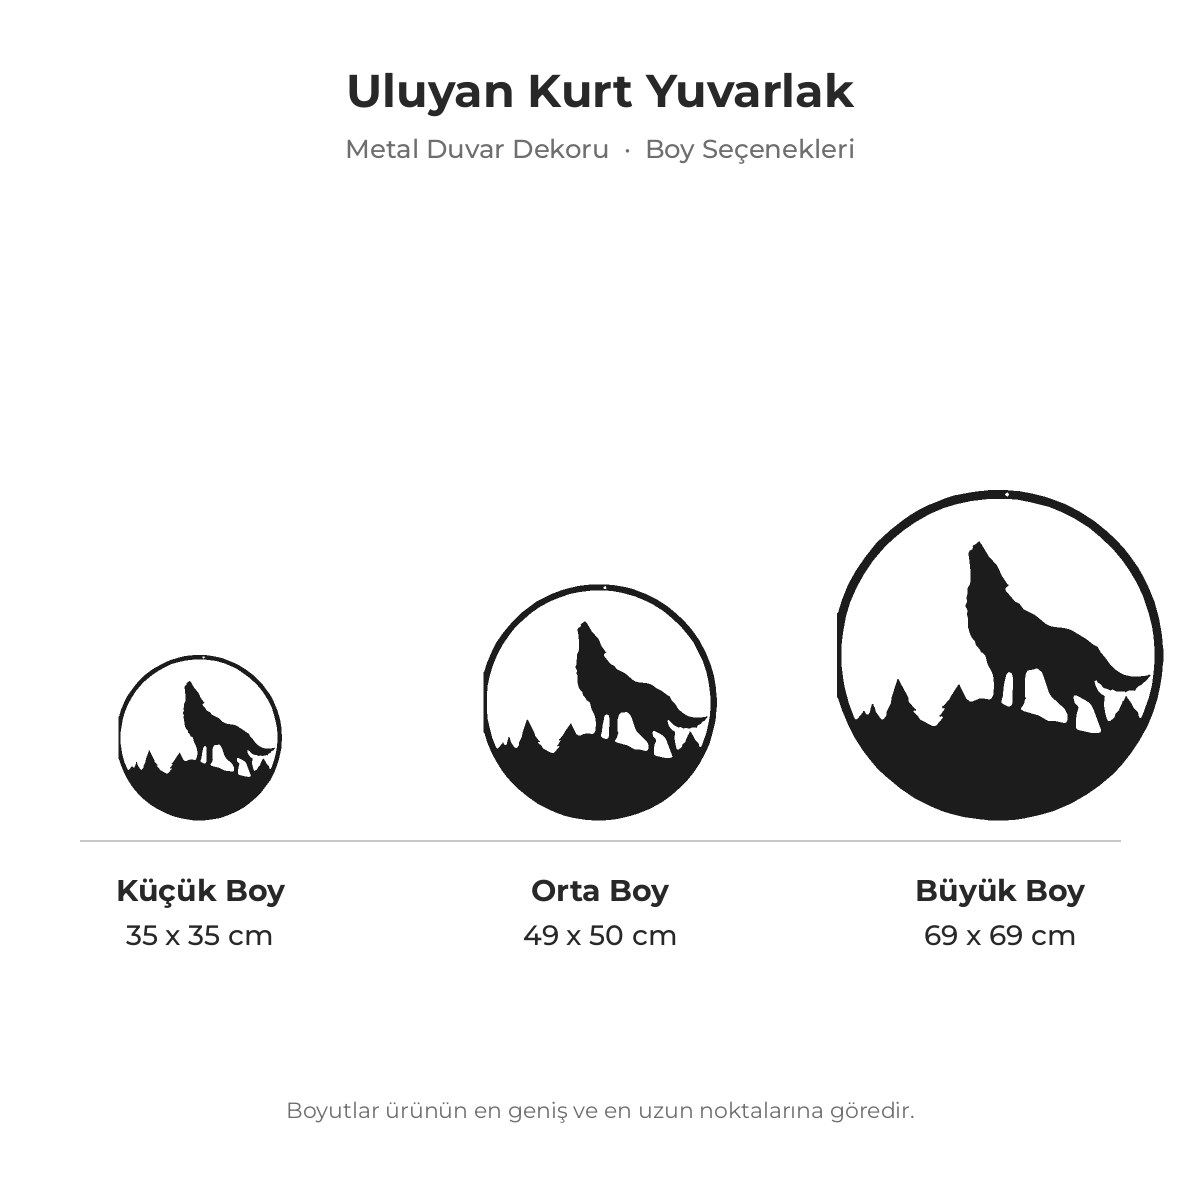 Uluyan Kurt Yuvarlak
Metal Duvar Dekoru · Boy Seçenekleri
Küçük Boy
35 x 35 cm
Orta Boy
49 x 50 cm
Büyük Boy
69 x 69 cm
Boyutlar ürünün en geniş ve en uzun noktalarına göredir.